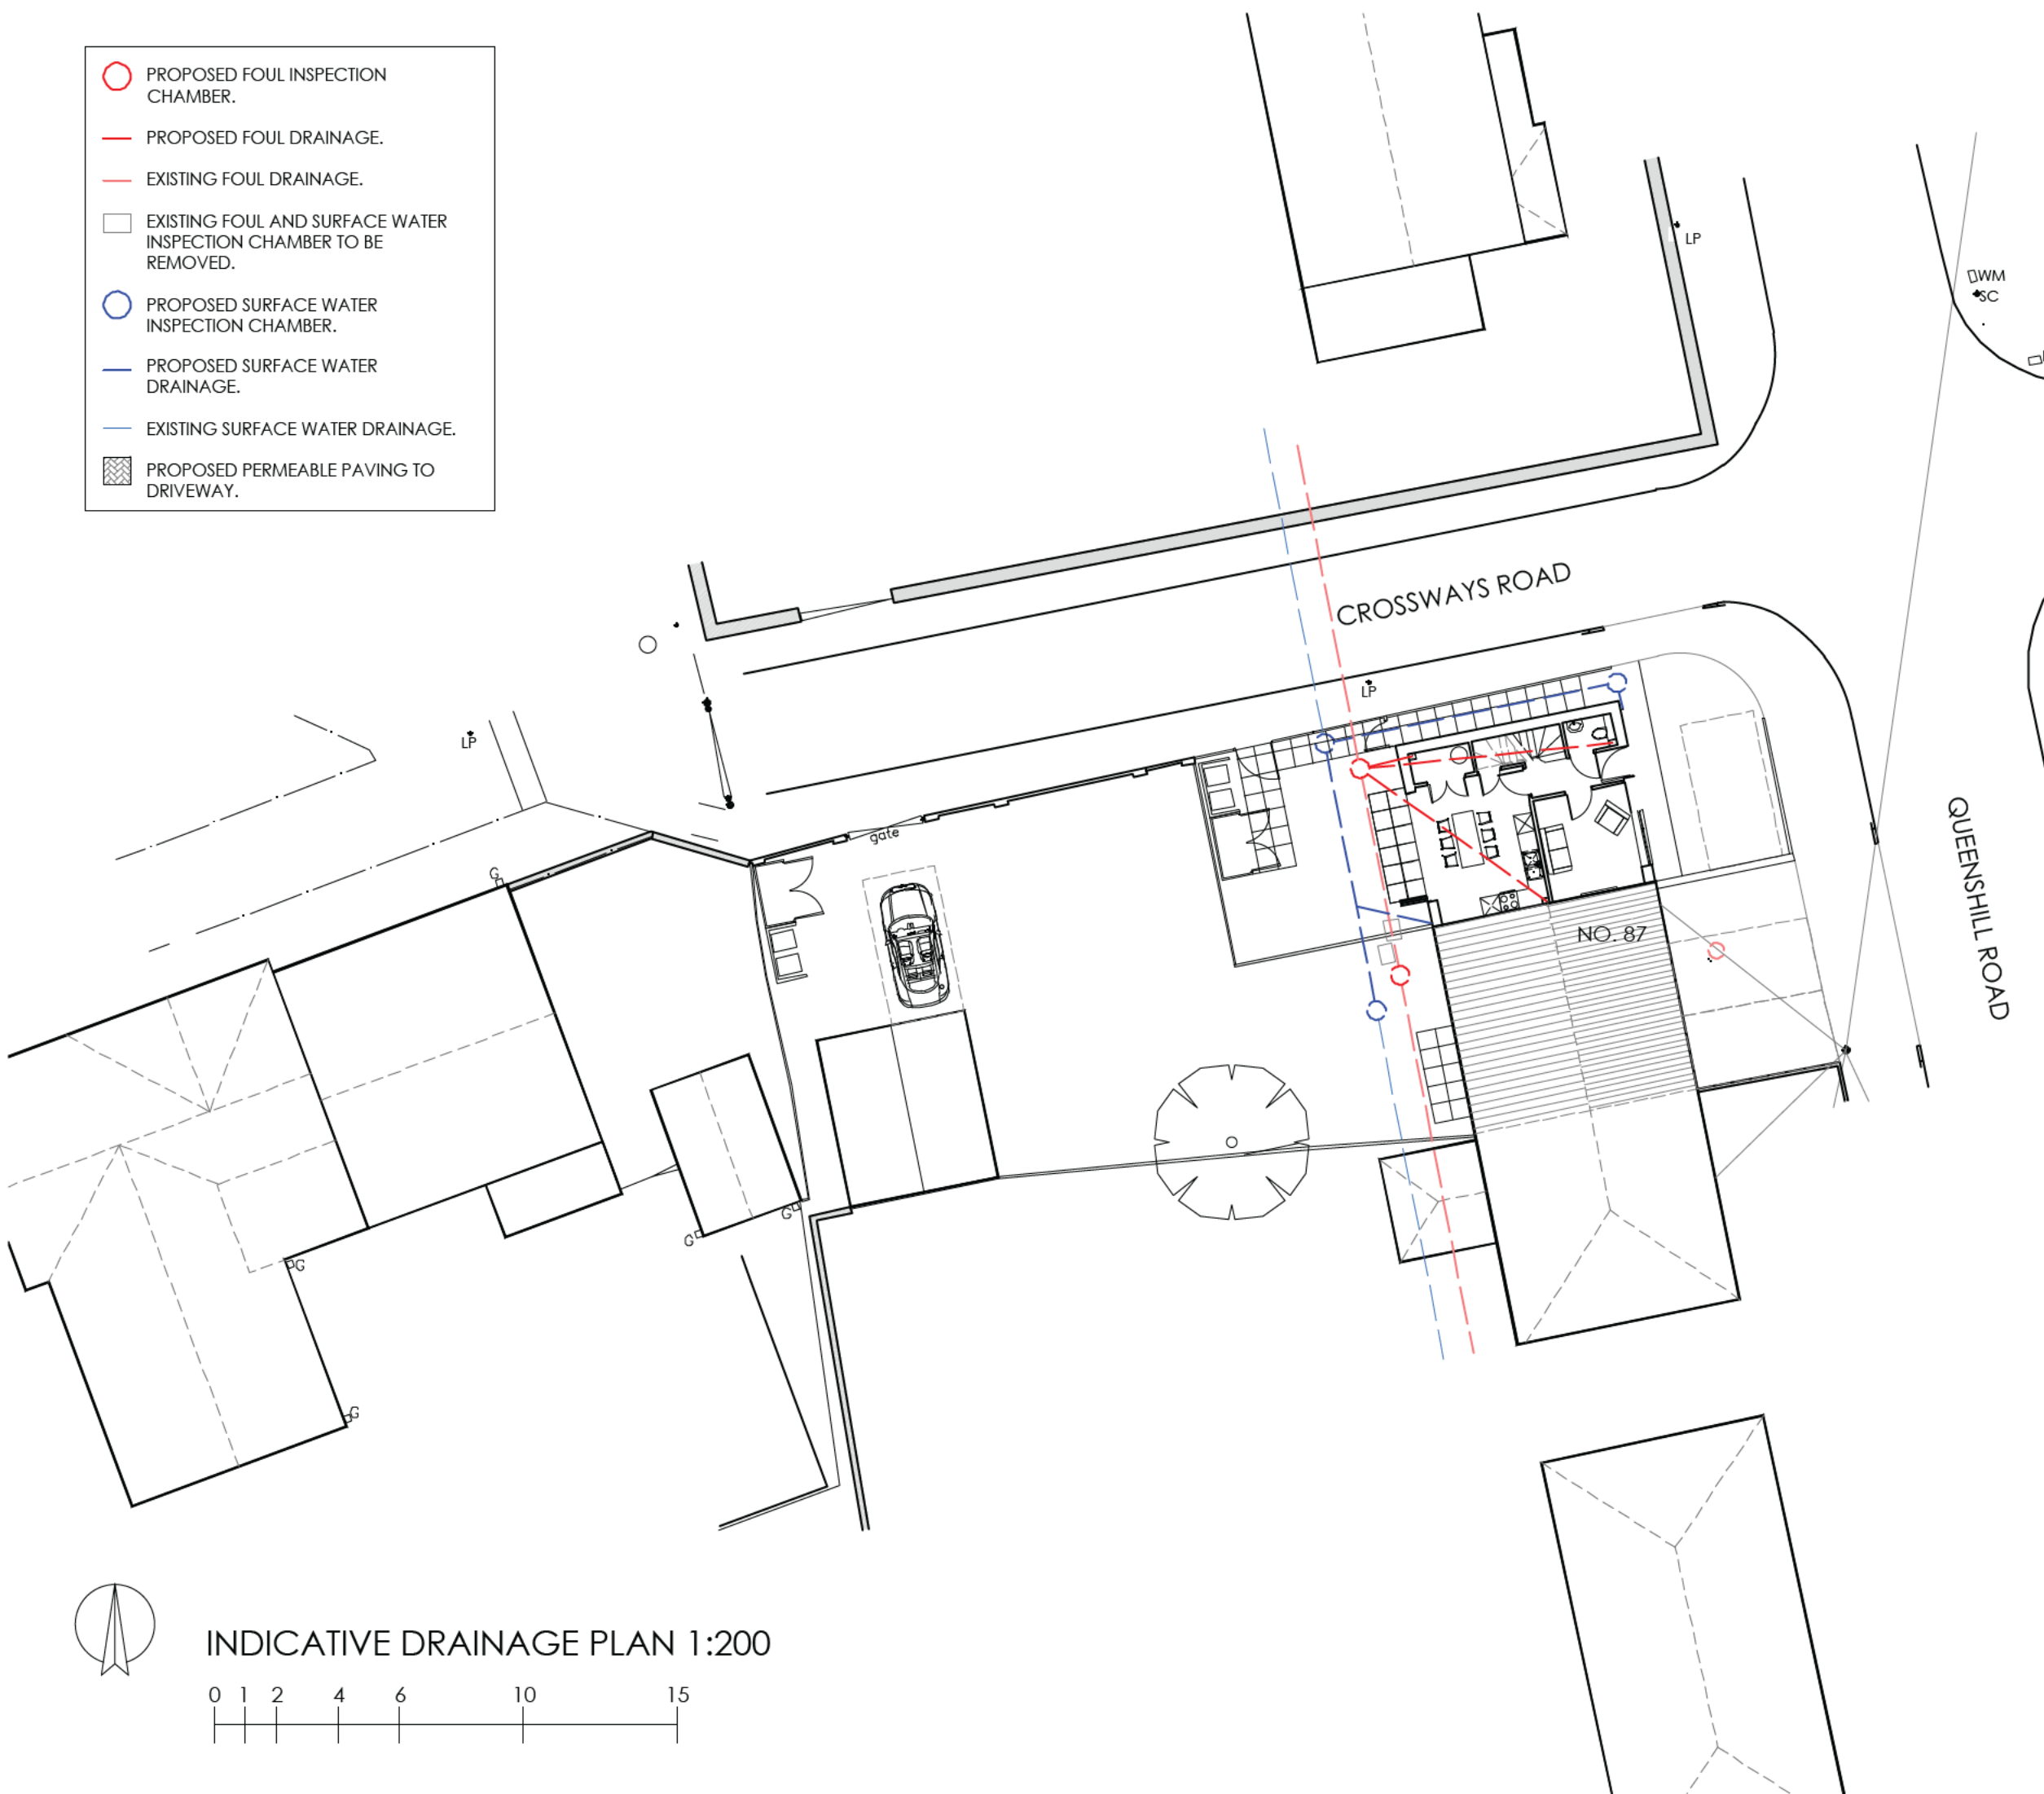 PROPOSED FOUL INSPECTION
CHAMBER.
PROPOSED FOUL DRAINAGE.
EXISTING FOUL DRAINAGE.
EXISTING FOUL AND SURFACE WATER
INSPECTION CHAMBER TO BE
REMOVED.
PROPOSED SURFACE WATER
INSPECTION CHAMBER.
PROPOSED SURFACE WATER
DRAINAGE.
EXISTING SURFACE WATER DRAINAGE.
PROPOSED PERMEABLE PAVING TO
DRIVEWAY.
LP
WM
SC
CROSSWAYS ROAD
LP
LP
gate
QUEENSHILL ROAD
G
NO. 87
G
G
G
G
INDICATIVE DRAINAGE PLAN 1:200
0 1 2 4 6 10 15